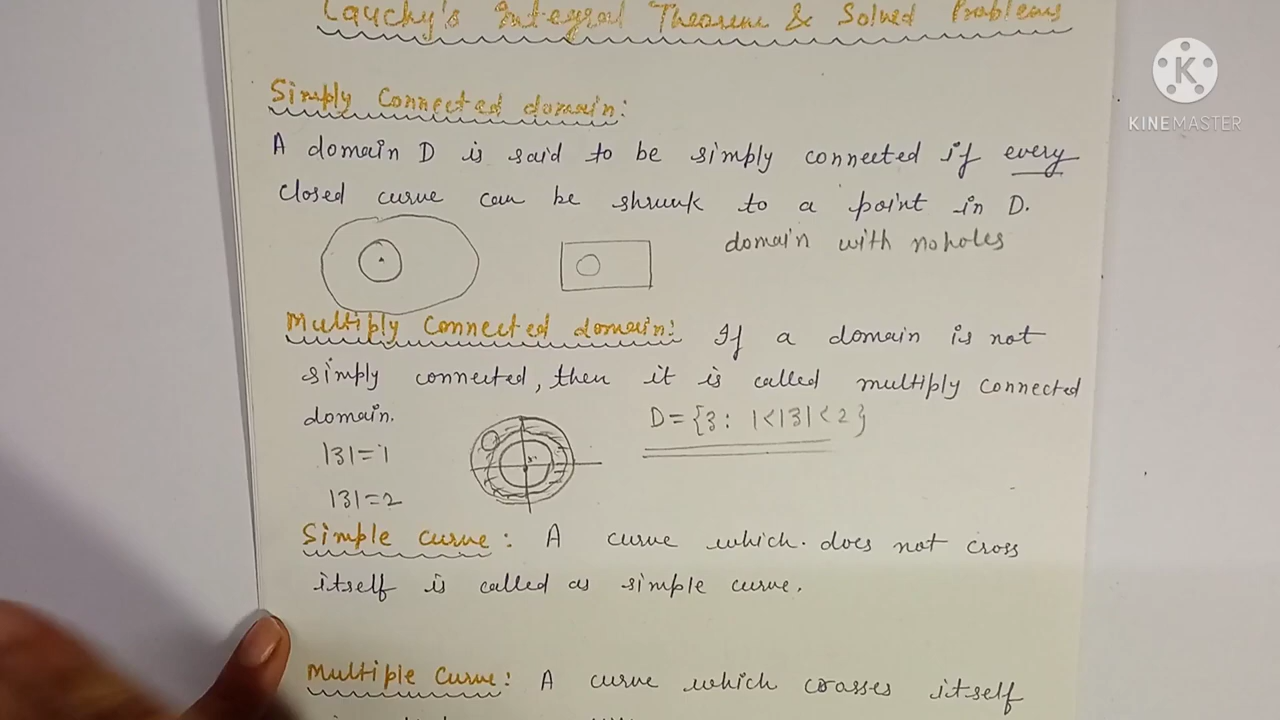 Cauchy's Integral Theorem & Solved Problems
KINEMASTER
Simply Connected domain:
A domain D is said to be simply connected if every
closed curve can be shrunk to a point in D.
domain with no holes
Multiply Connected domain: If a domain is not
simply connected, then it is called multiply connected
domain.
D = {z : 1<|z|<2}
|z|=1
|z|=2
Simple curve: A curve which does not cross
itself is called as simple curve.
Multiple Curve: A curve which crosses itself